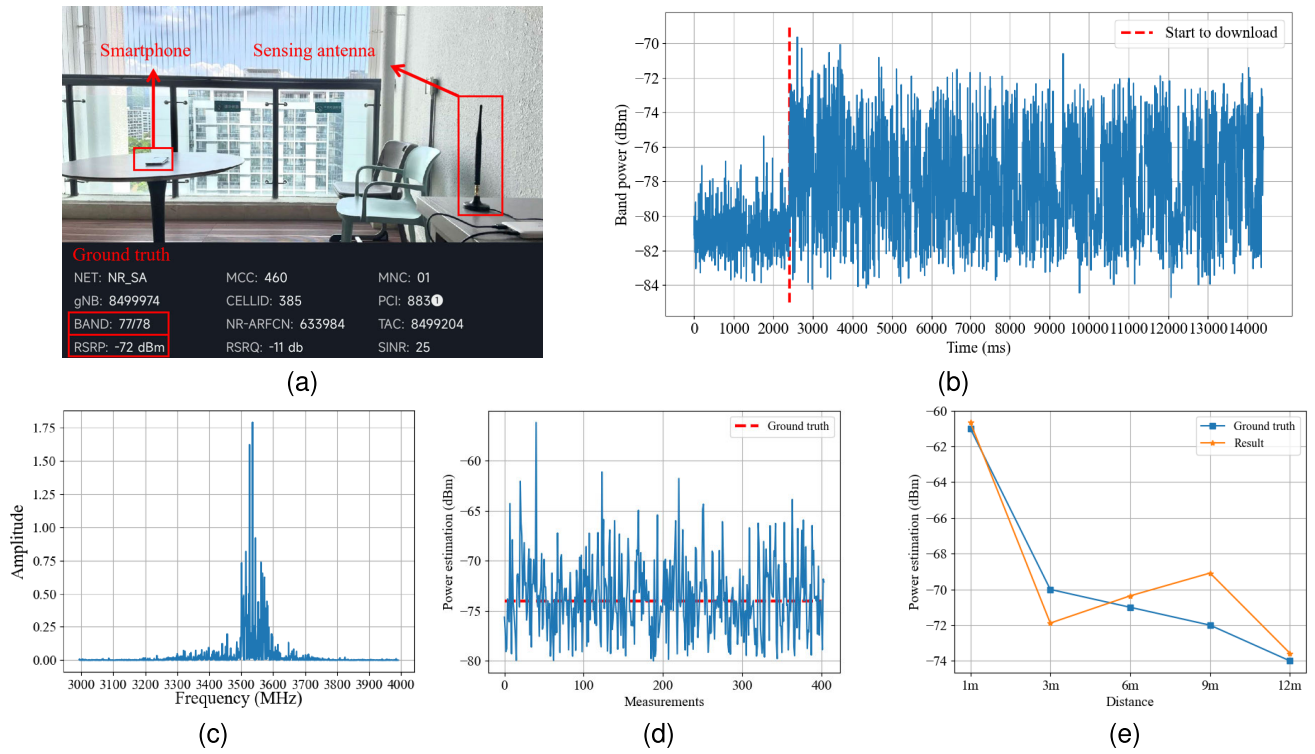 Smartphone
Sensing antenna
Ground truth
NET: NR_SA MCC: 460 MNC: 01
gNB: 8499974 CELLID: 385 PCI: 883❶
BAND: 77/78 NR-ARFCN: 633984 TAC: 8499204
RSRP: -72 dBm RSRQ: -11 db SINR: 25
(a)
Start to download
Band power (dBm)
−70
−72
−74
−76
−78
−80
−82
−84
0 1000 2000 3000 4000 5000 6000 7000 8000 9000 10000 11000 12000 13000 14000
Time (ms)
(b)
Amplitude
1.75
1.50
1.25
1.00
0.75
0.50
0.25
0.00
3000 3100 3200 3300 3400 3500 3600 3700 3800 3900 4000
Frequency (MHz)
(c)
Ground truth
Power estimation (dBm)
−60
−65
−70
−75
−80
0 100 200 300 400
Measurements
(d)
Ground truth
Result
Power estimation (dBm)
−60
−62
−64
−66
−68
−70
−72
−74
1m 3m 6m 9m 12m
Distance
(e)